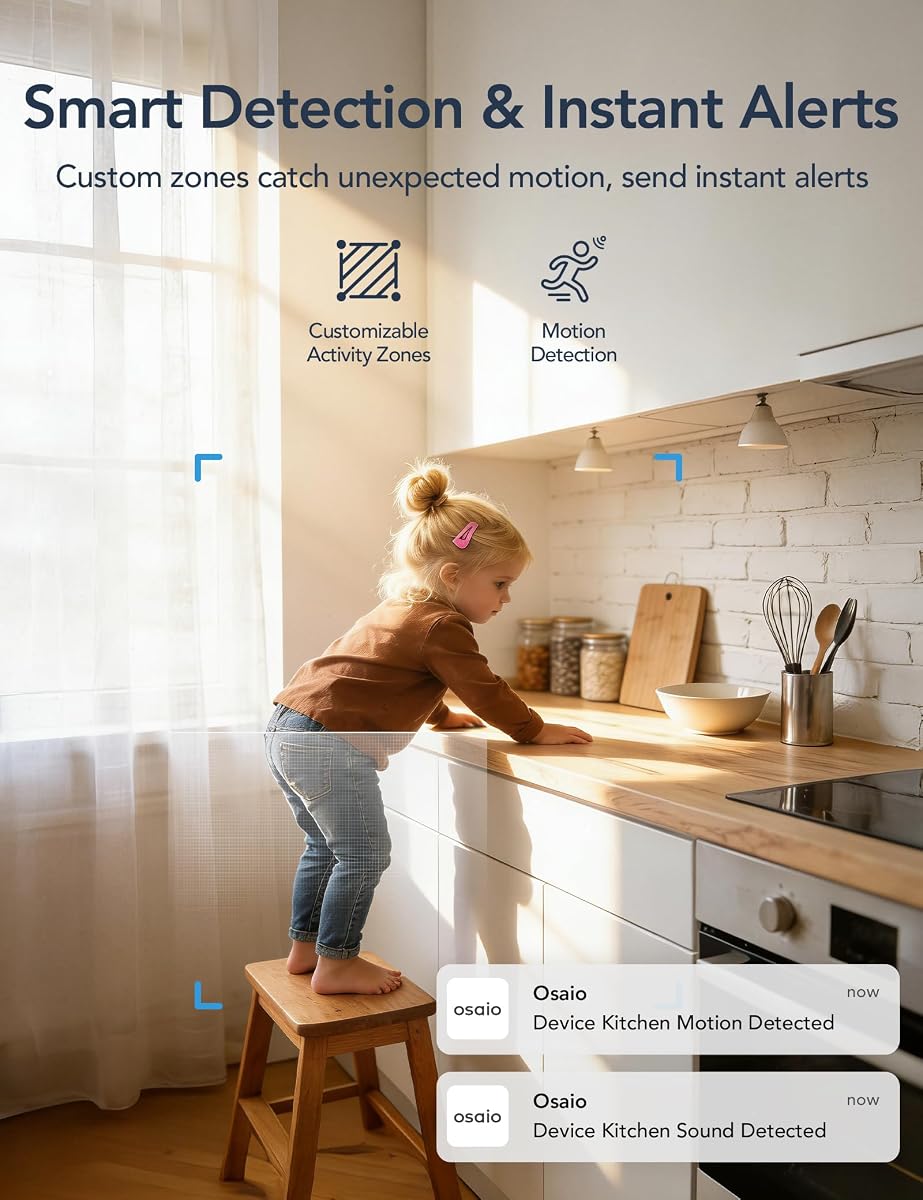 Smart Detection & Instant Alerts
Custom zones catch unexpected motion, send instant alerts
Customizable
Activity Zones
Motion
Detection
osaio
Osaio
now
Device Kitchen Motion Detected
osaio
Osaio
now
Device Kitchen Sound Detected